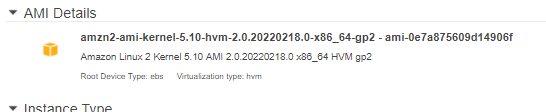 AMI Details
amzn2-ami-kernel-5.10-hvm-2.0.20220218.0-x86_64-gp2 - ami-0e7a875609d14906f
Amazon Linux 2 Kernel 5.10 AMI 2.0.20220218.0 x86_64 HVM gp2
Root Device Type: ebs Virtualization type: hvm
Instance Type